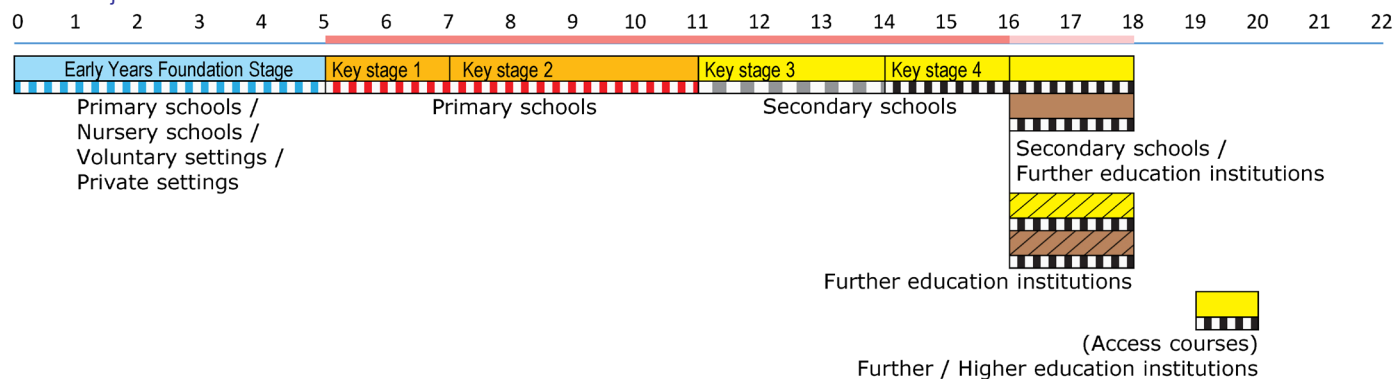 0 1 2 3 4 5 6 7 8 9 10 11 12 13 14 15 16 17 18 19 20 21 22
Early Years Foundation Stage Key stage 1 Key stage 2 Key stage 3 Key stage 4
Primary schools / Primary schools Secondary schools
Nursery schools /
Voluntary settings /
Private settings
Secondary schools /
Further education institutions
Further education institutions
(Access courses)
Further / Higher education institutions